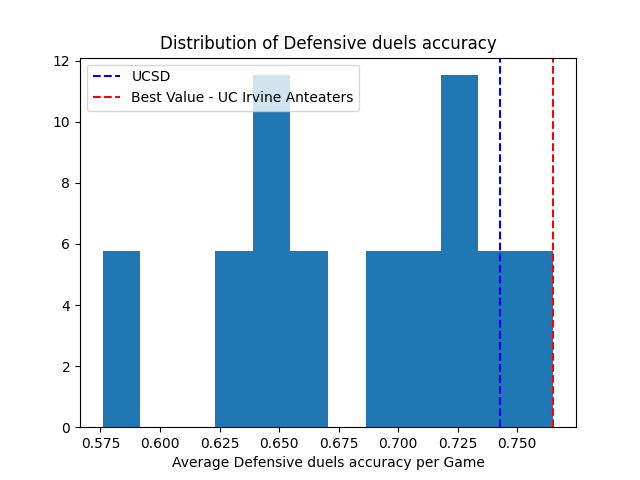 Distribution of Defensive duels accuracy
UCSD
Best Value - UC Irvine Anteaters
12
10
8
6
4
2
0
0.575 0.600 0.625 0.650 0.675 0.700 0.725 0.750
Average Defensive duels accuracy per Game